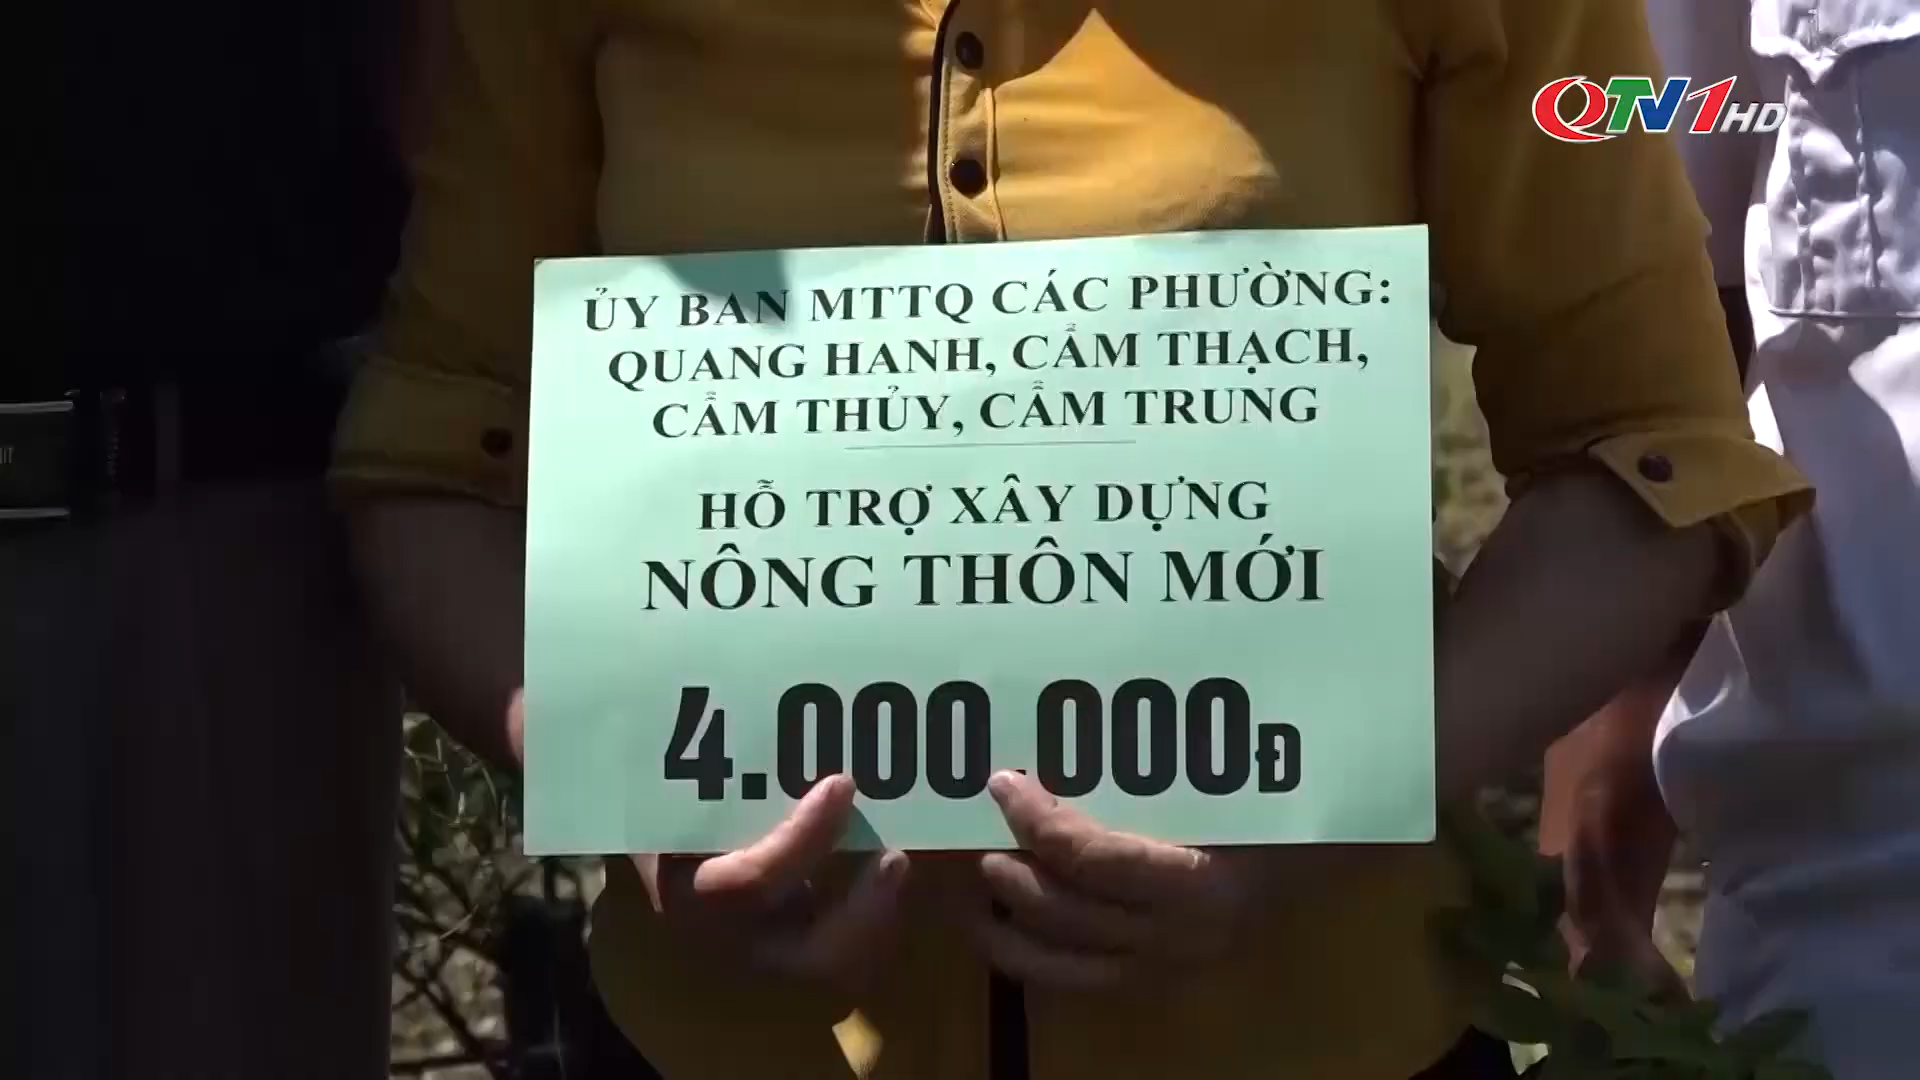 QTV1HD
ỦY BAN MTTQ CÁC PHƯỜNG:
QUANG HANH, CẨM THẠCH,
CẨM THỦY, CẨM TRUNG
HỖ TRỢ XÂY DỰNG
NÔNG THÔN MỚI
4.000.000Đ